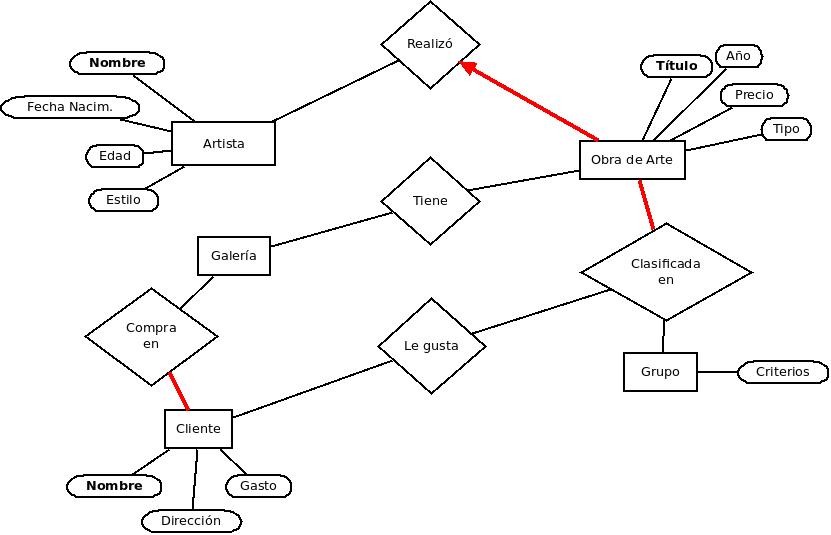 Realizó
Nombre
Título
Año
Fecha Nacim.
Precio
Artista
Tipo
Edad
Obra de Arte
Estilo
Tiene
Galería
Clasificada
en
Compra
en
Le gusta
Grupo
Criterios
Cliente
Nombre
Gasto
Dirección